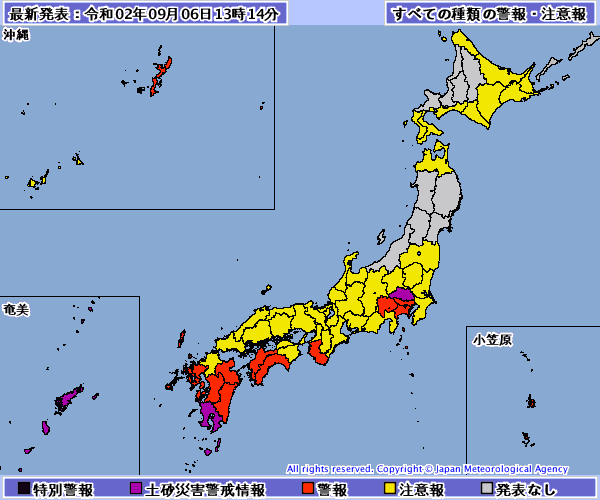 最新発表：令和02年09月06日13時14分
すべての種類の警報・注意報
沖縄
奄美
小笠原
All rights reserved. Copyright © Japan Meteorological Agency
特別警報 土砂災害警戒情報 警報 注意報 発表なし